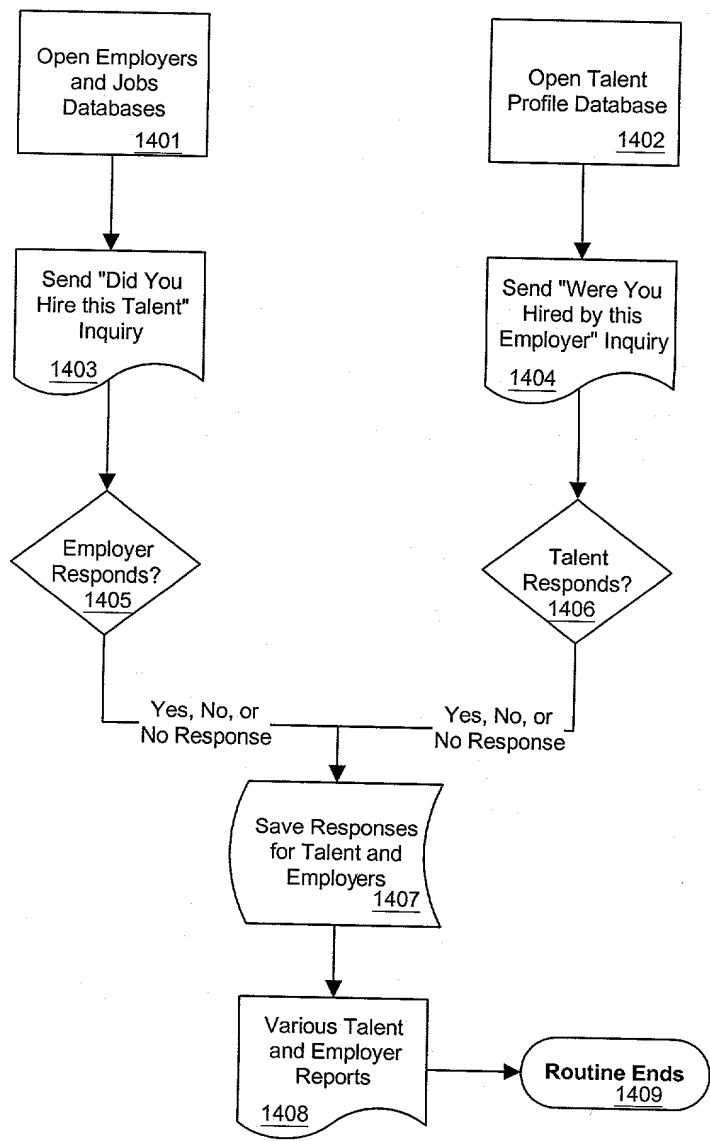 Open Employers
and Jobs
Databases
1401
Open Talent
Profile Database
1402
Send "Did You
Hire this Talent"
Inquiry
1403
Send "Were You
Hired by this
Employer" Inquiry
1404
Employer
Responds?
1405
Talent
Responds?
1406
Yes, No, or
No Response
Yes, No, or
No Response
Save Responses
for Talent and
Employers
1407
Various Talent
and Employer
Reports
1408
Routine Ends
1409